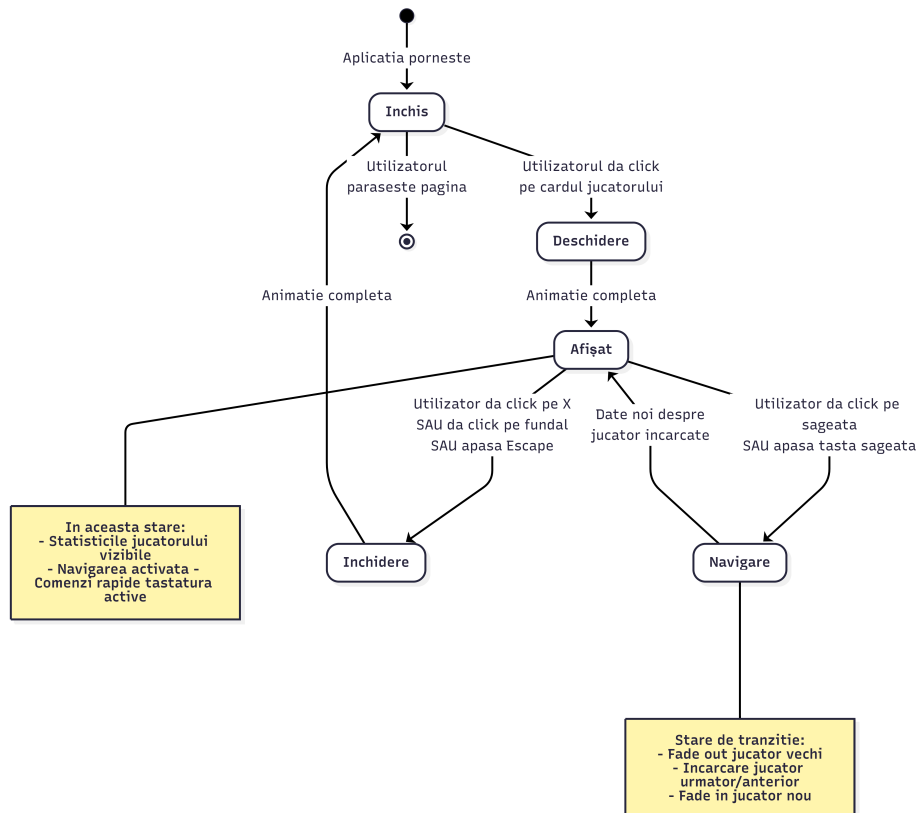 Aplicatia porneste
Inchis
Utilizatorul
paraseste pagina
Utilizatorul da click
pe cardul jucatorului
Deschidere
Animatie completa
Animatie completa
Afișat
Utilizator da click pe X
SAU da click pe fundal
SAU apasa Escape
Date noi despre
jucator incarcate
Utilizator da click pe
sageata
SAU apasa tasta sageata
In aceasta stare:
- Statisticile jucatorului
vizibile
- Navigarea activata -
Comenzi rapide tastatura
active
Inchidere
Navigare
Stare de tranzitie:
- Fade out jucator vechi
- Incarcare jucator
urmator/anterior
- Fade in jucator nou